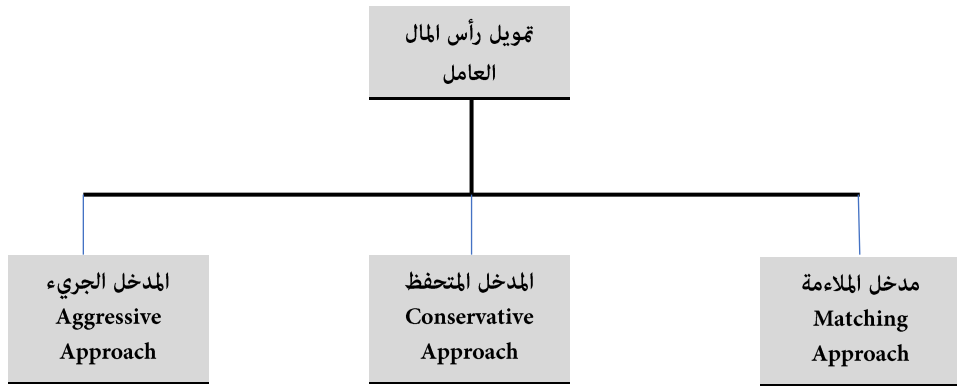 تمويل رأس المال
العامل
مدخل الملاءمة
Matching
Approach
المدخل المتحفظ
Conservative
Approach
المدخل الجريء
Aggressive
Approach